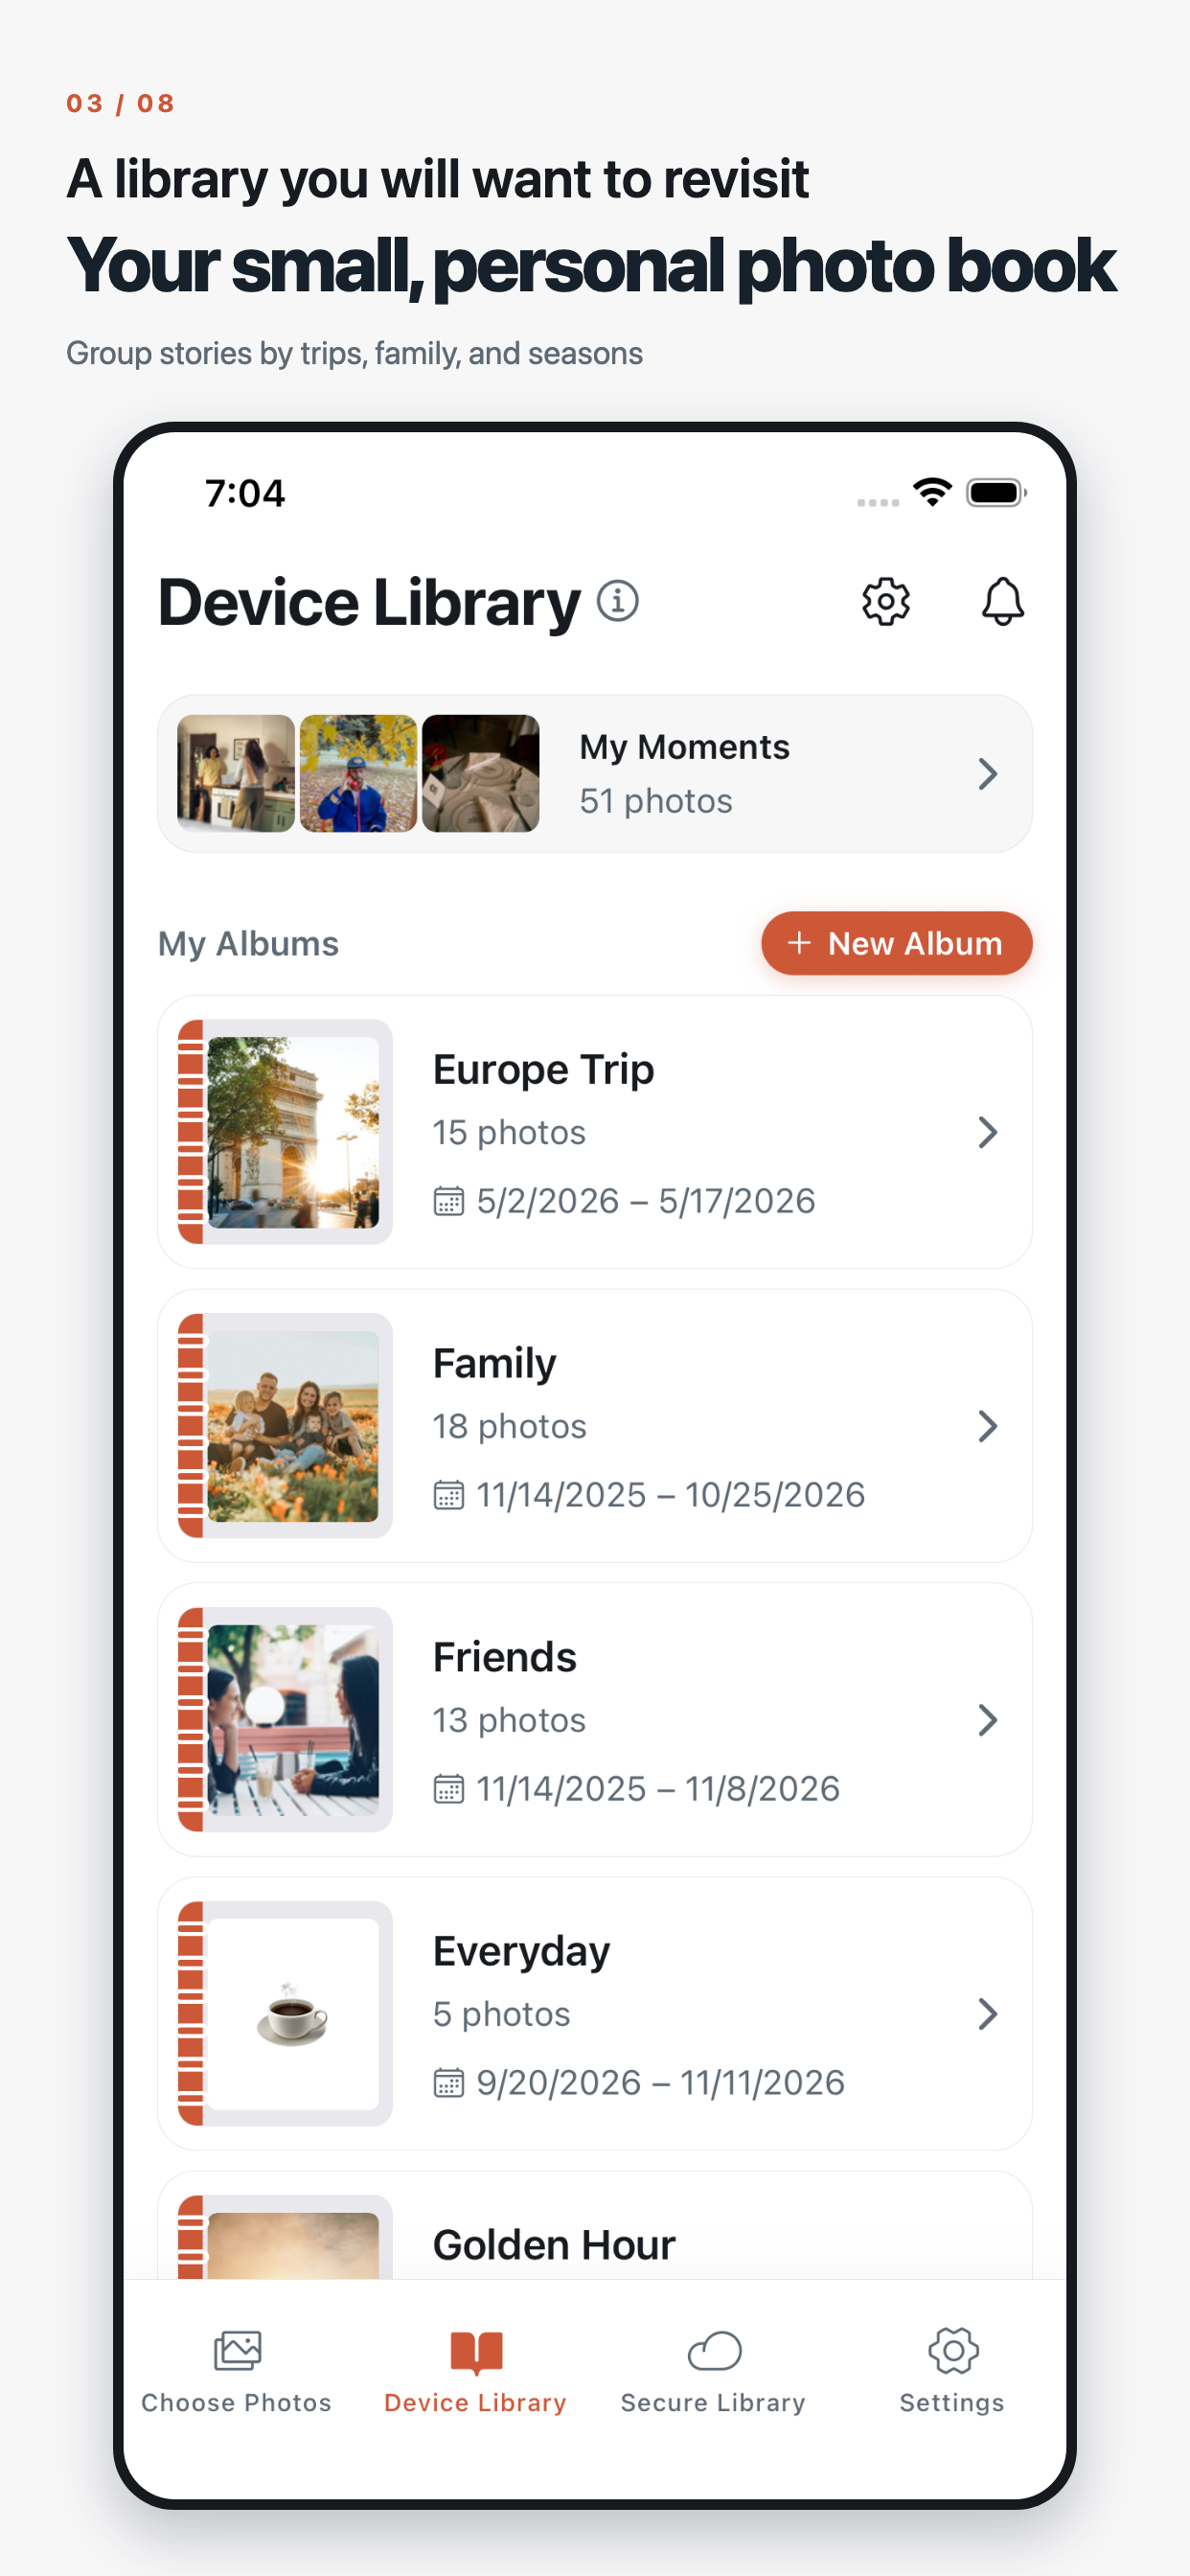 03 / 08
A library you will want to revisit
Your small, personal photo book
Group stories by trips, family, and seasons
7:04
Device Library
My Moments
51 photos
My Albums
+ New Album
Europe Trip
15 photos
5/2/2026 – 5/17/2026
Family
18 photos
11/14/2025 – 10/25/2026
Friends
13 photos
11/14/2025 – 11/8/2026
Everyday
5 photos
9/20/2026 – 11/11/2026
Golden Hour
Choose Photos
Device Library
Secure Library
Settings